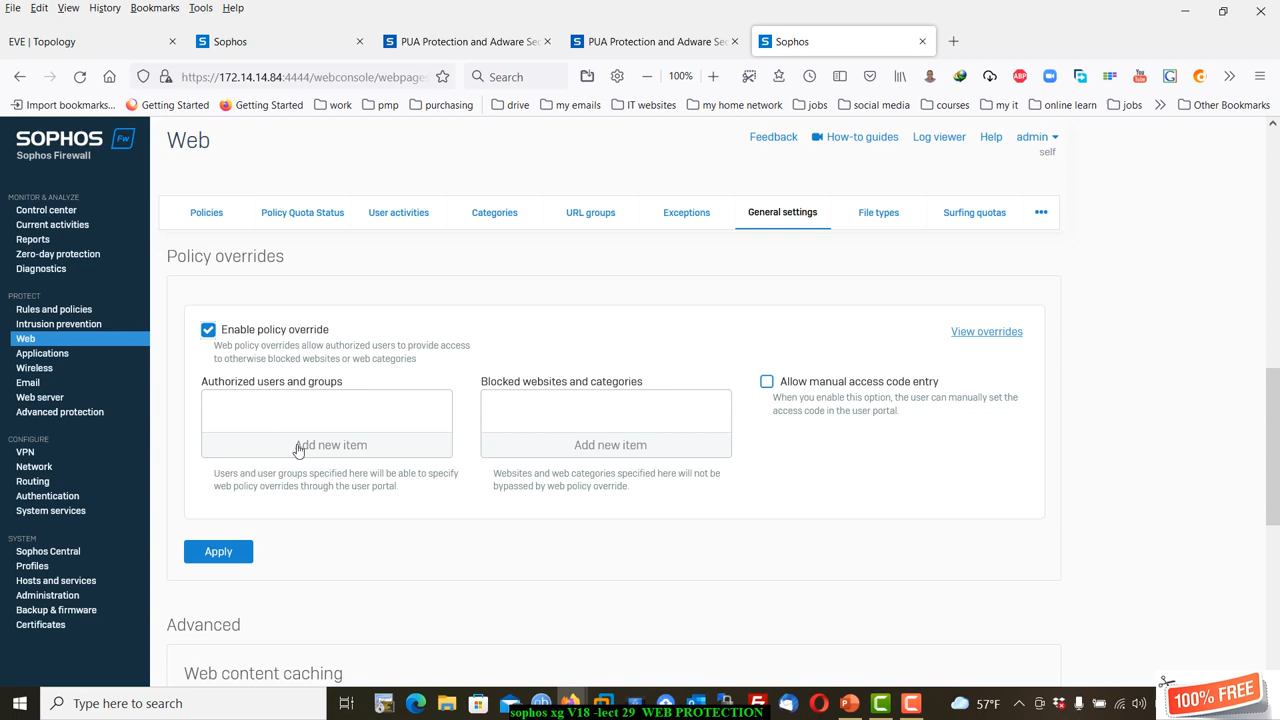 File Edit View History Bookmarks Tools Help
EVE | Topology
Sophos
PUA Protection and Adware Sec
PUA Protection and Adware Sec
Sophos
https://172.14.14.84:4444/webconsole/webpages
Search
100%
Import bookmarks... Getting Started Getting Started work pmp purchasing drive my emails IT websites my home network jobs social media courses my it online learn jobs Other Bookmarks
SOPHOS Fw
Sophos Firewall
MONITOR & ANALYZE
Control center
Current activities
Reports
Zero-day protection
Diagnostics
PROTECT
Rules and policies
Intrusion prevention
Web
Applications
Wireless
Email
Web server
Advanced protection
CONFIGURE
VPN
Network
Routing
Authentication
System services
SYSTEM
Sophos Central
Profiles
Hosts and services
Administration
Backup & firmware
Certificates
Web
Feedback How-to guides Log viewer Help admin
self
Policies Policy Quota Status User activities Categories URL groups Exceptions General settings File types Surfing quotas
Policy overrides
Enable policy override
View overrides
Web policy overrides allow authorized users to provide access
to otherwise blocked websites or web categories
Authorized users and groups
Add new item
Users and user groups specified here will be able to specify
web policy overrides through the user portal.
Blocked websites and categories
Add new item
Websites and web categories specified here will not be
bypassed by web policy override.
Allow manual access code entry
When you enable this option, the user can manually set the
access code in the user portal.
Apply
Advanced
Web content caching
Type here to search
57°F
100% FREE
sophos xg V18 -lect 29 WEB PROTECTION